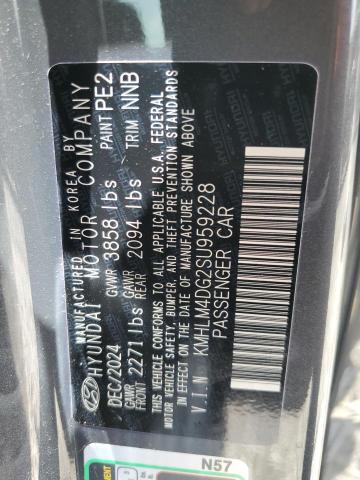 MANUFACTURED IN KOREA BY
HYUNDAI MOTOR COMPANY
DEC/2024 GVWR 3858 lbs PAINT PE2
GAWR FRONT 2271 lbs GAWR REAR 2094 lbs TRIM NNB
THIS VEHICLE CONFORMS TO ALL APPLICABLE U.S.A. FEDERAL
MOTOR VEHICLE SAFETY, BUMPER, AND THEFT PREVENTION STANDARDS
IN EFFECT ON THE DATE OF MANUFACTURE SHOWN ABOVE
V.I.N KMHLM4DG2SU959228
PASSENGER CAR
N57